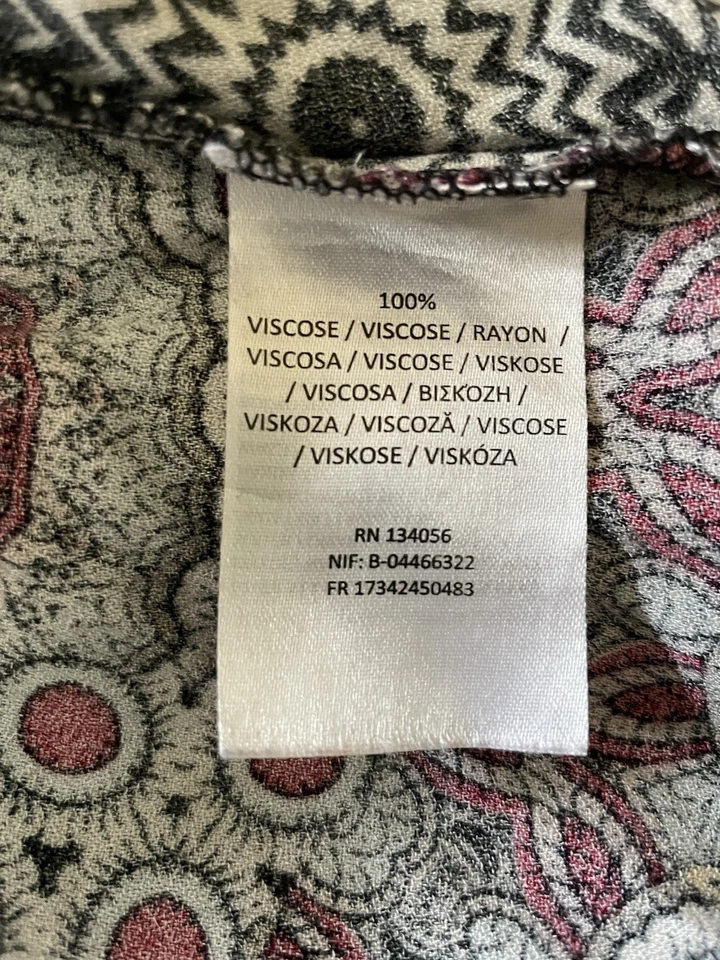 100%
VISCOSE / VISCOSE / RAYON /
VISCOSA / VISCOSE / VISKOSE
/ VISCOSA / ΒΙΣΚΌΖΗ /
VISKOZA / VISCOZĂ / VISCOSE
/ VISKOSE / VISKÓZA
RN 134056
NIF: B-04466322
FR 17342450483